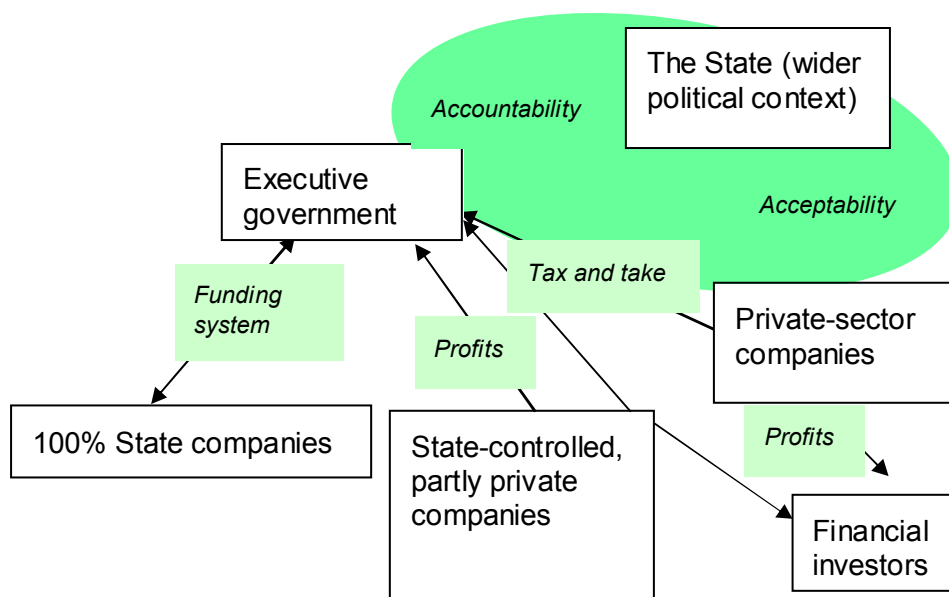 The State (wider
political context)
Accountability
Executive
government
Acceptability
Tax and take
Funding
system
Private-sector
companies
Profits
100% State companies
State-controlled,
partly private
companies
Profits
Financial
investors